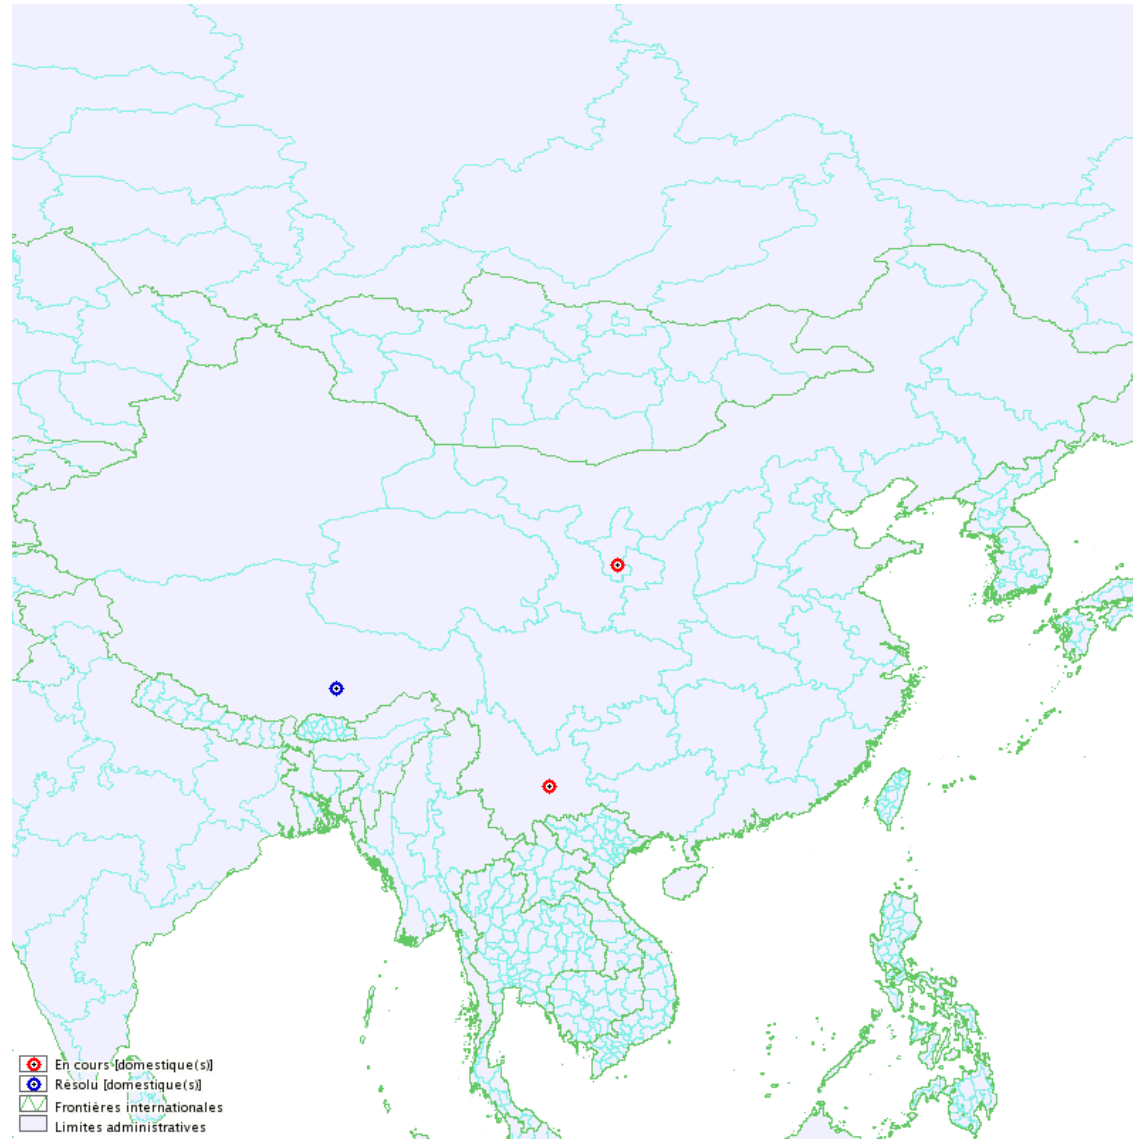 En cours [domestique(s)]
Résolu [domestique(s)]
Frontières internationales
Limites administratives